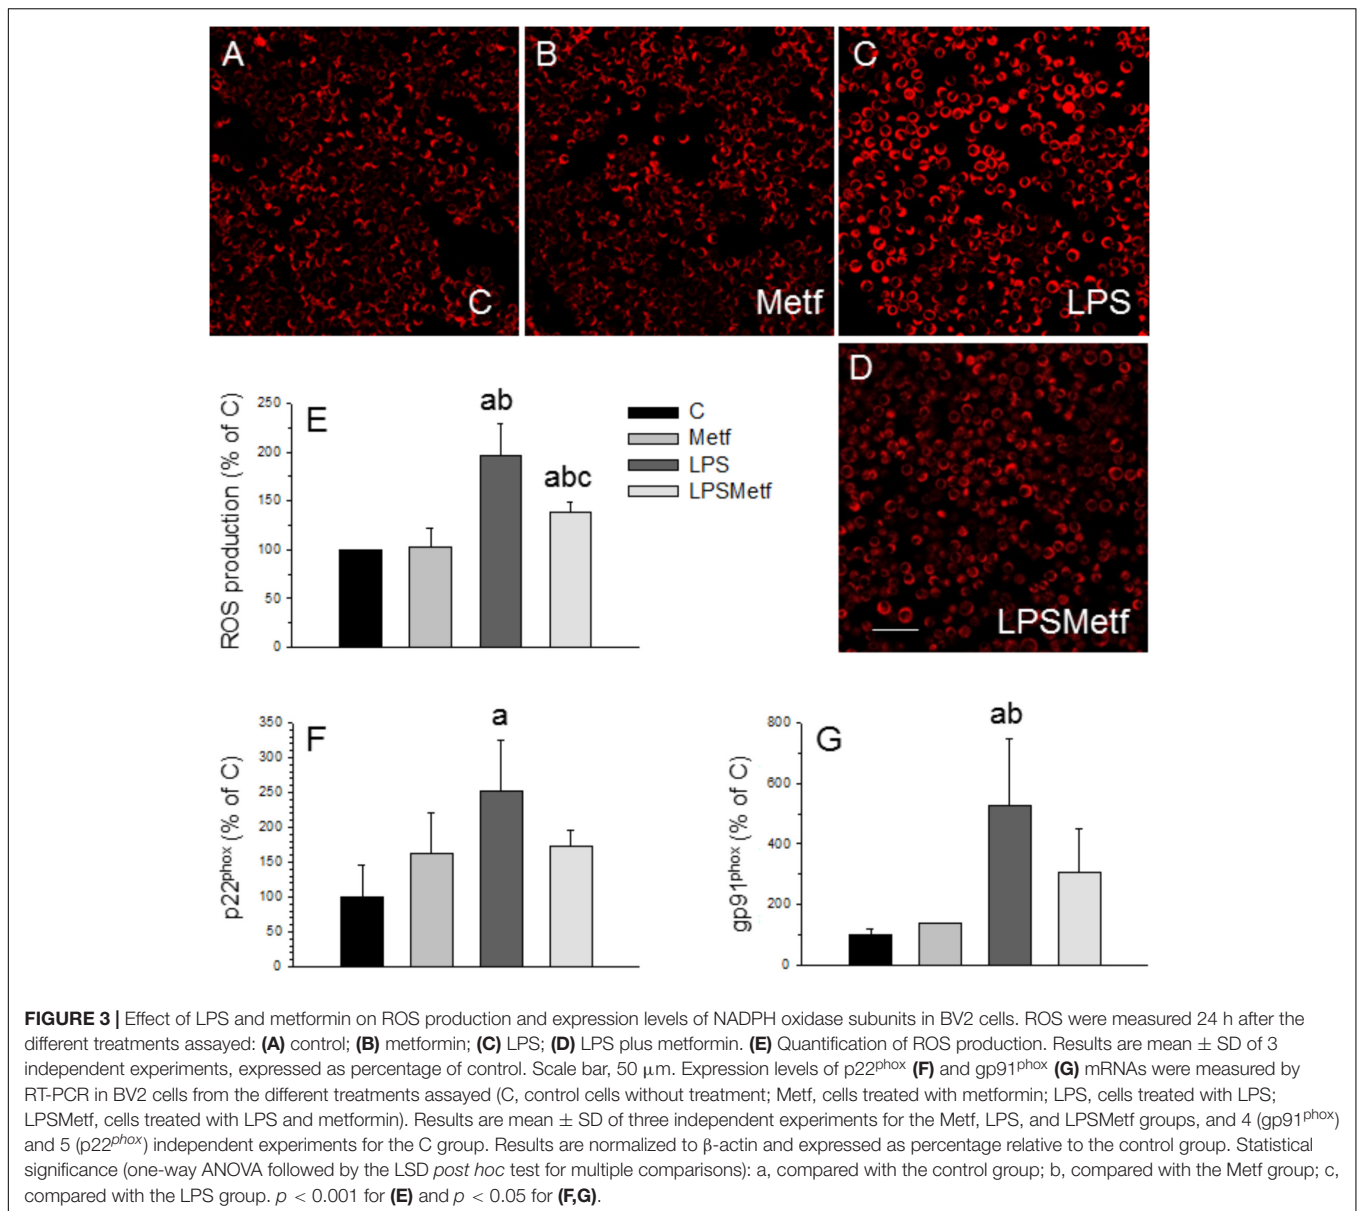 A
C
B
Metf
C
LPS
D
LPSMetf
E
ROS production (% of C)
250
200
150
100
50
0
ab
abc
C
Metf
LPS
LPSMetf
F
p22phox (% of C)
350
300
250
200
150
100
50
0
a
G
gp91phox (% of C)
800
600
400
200
0
ab
FIGURE 3 | Effect of LPS and metformin on ROS production and expression levels of NADPH oxidase subunits in BV2 cells. ROS were measured 24 h after the
different treatments assayed: (A) control; (B) metformin; (C) LPS; (D) LPS plus metformin. (E) Quantification of ROS production. Results are mean ± SD of 3
independent experiments, expressed as percentage of control. Scale bar, 50 μm. Expression levels of p22phox (F) and gp91phox (G) mRNAs were measured by
RT-PCR in BV2 cells from the different treatments assayed (C, control cells without treatment; Metf, cells treated with metformin; LPS, cells treated with LPS;
LPSMetf, cells treated with LPS and metformin). Results are mean ± SD of three independent experiments for the Metf, LPS, and LPSMetf groups, and 4 (gp91phox)
and 5 (p22phox) independent experiments for the C group. Results are normalized to β-actin and expressed as percentage relative to the control group. Statistical
significance (one-way ANOVA followed by the LSD post hoc test for multiple comparisons): a, compared with the control group; b, compared with the Metf group; c,
compared with the LPS group. p < 0.001 for (E) and p < 0.05 for (F,G).